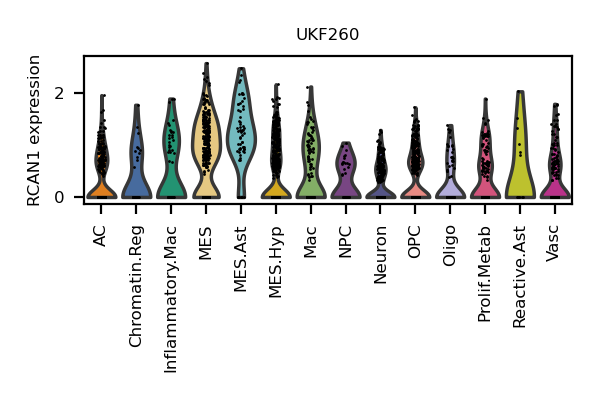 UKF260
RCAN1 expression
2
0
AC
Chromatin.Reg
Inflammatory.Mac
MES
MES.Ast
MES.Hyp
Mac
NPC
Neuron
OPC
Oligo
Prolif.Metab
Reactive.Ast
Vasc